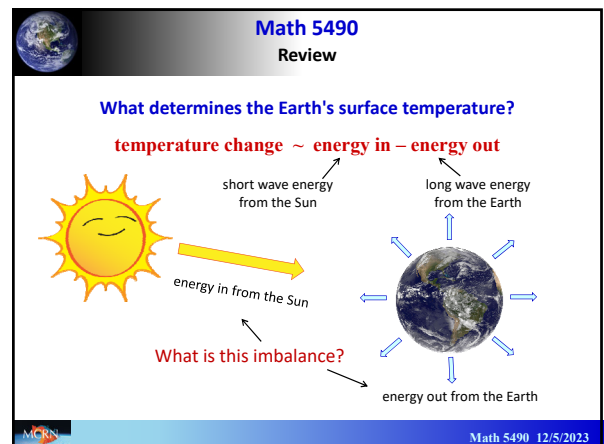 Math 5490
Review
What determines the Earth's surface temperature?
temperature change ~ energy in – energy out
short wave energy
from the Sun
long wave energy
from the Earth
energy in from the Sun
What is this imbalance?
energy out from the Earth
MCRN
Math 5490 12/5/2023